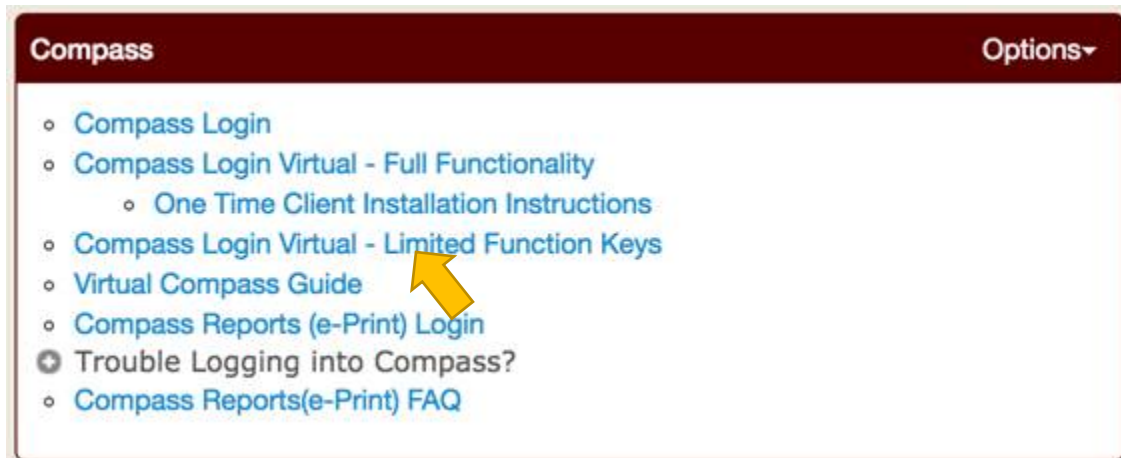 Compass Options
Compass Login
Compass Login Virtual - Full Functionality
One Time Client Installation Instructions
Compass Login Virtual - Limited Function Keys
Virtual Compass Guide
Compass Reports (e-Print) Login
Trouble Logging into Compass?
Compass Reports(e-Print) FAQ